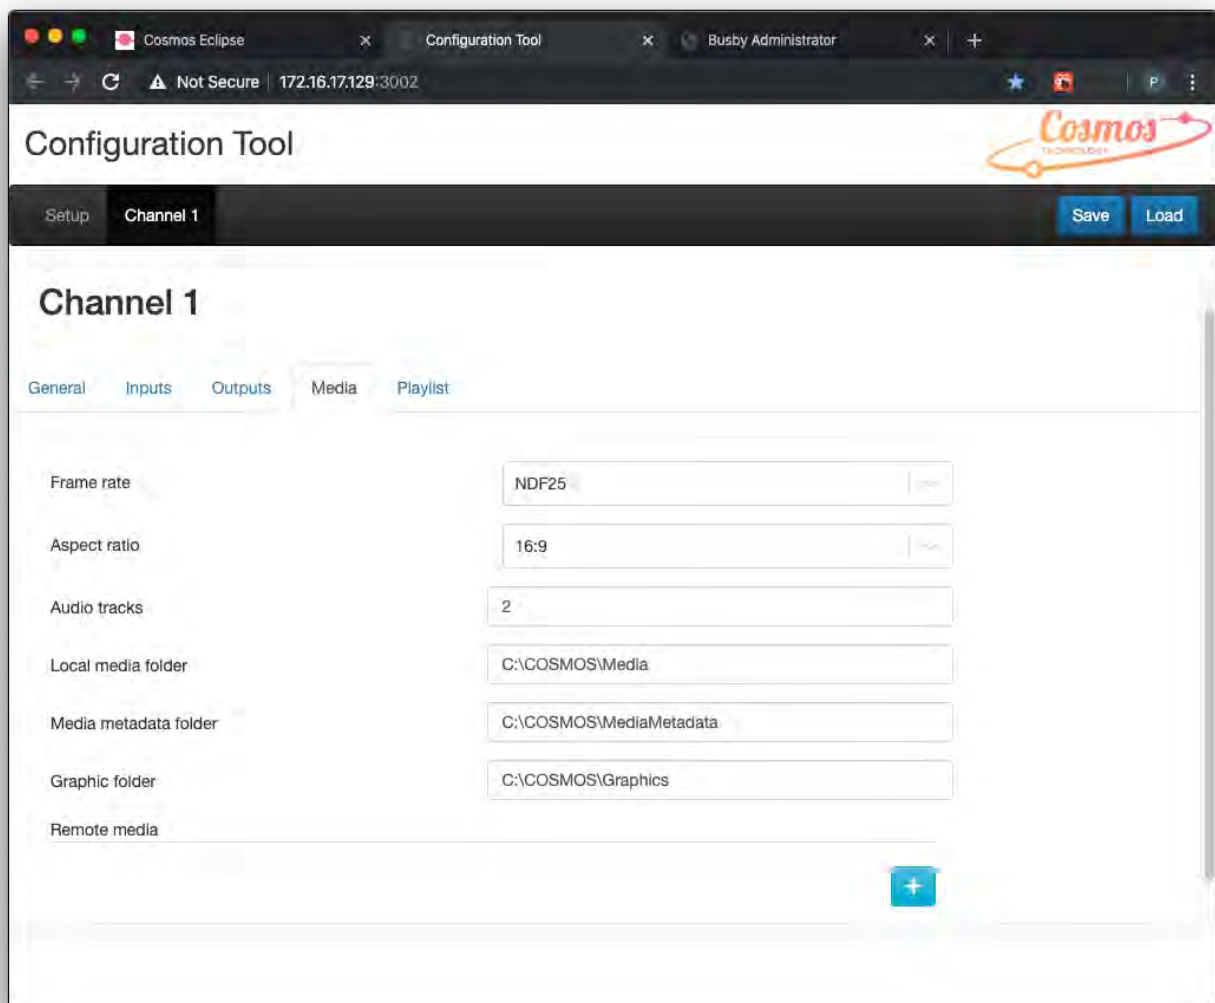 Cosmos Eclipse × Configuration Tool × Busby Administrator × +
Not Secure 172.16.17.129:3002 P
Configuration Tool
Cosmos
TECHNOLOGY
Setup Channel 1 Save Load
Channel 1
General Inputs Outputs Media Playlist
Frame rate NDF25
Aspect ratio 16:9
Audio tracks 2
Local media folder C:\COSMOS\Media
Media metadata folder C:\COSMOS\MediaMetadata
Graphic folder C:\COSMOS\Graphics
Remote media
+